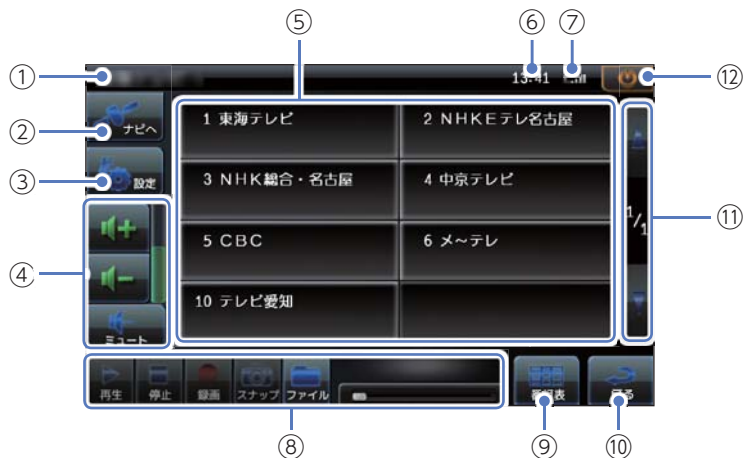 ⑤ ⑥ ⑦
①
13:41
⑫
② ナビへ
1 東海テレビ
2 NHKEテレ名古屋
③ 設定
3 NHK総合・名古屋
4 中京テレビ
1/1
⑪
④
5 CBC
6 メ～テレ
10 テレビ愛知
ミュート
再生 停止 録画 スナップ ファイル
番組表
戻る
⑧ ⑨ ⑩